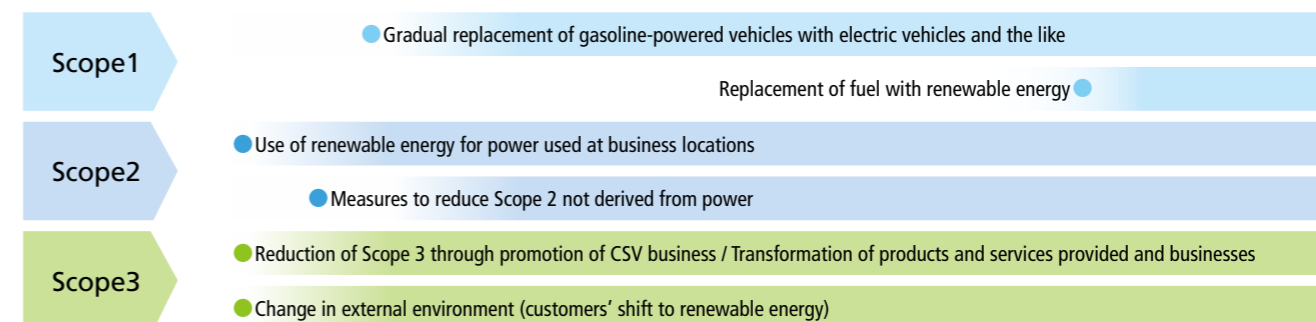 Scope1
Gradual replacement of gasoline-powered vehicles with electric vehicles and the like
Replacement of fuel with renewable energy
Scope2
Use of renewable energy for power used at business locations
Measures to reduce Scope 2 not derived from power
Scope3
Reduction of Scope 3 through promotion of CSV business / Transformation of products and services provided and businesses
Change in external environment (customers’ shift to renewable energy)